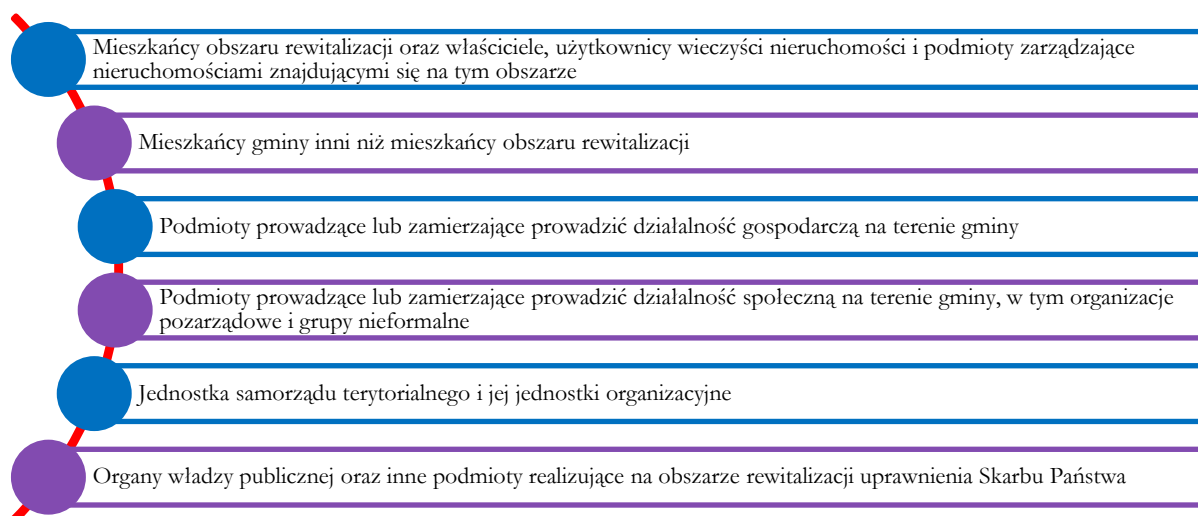 Mieszkańcy obszaru rewitalizacji oraz właściciele, użytkownicy wieczyści nieruchomości i podmioty zarządzające
nieruchomościami znajdującymi się na tym obszarze
Mieszkańcy gminy inni niż mieszkańcy obszaru rewitalizacji
Podmioty prowadzące lub zamierzające prowadzić działalność gospodarczą na terenie gminy
Podmioty prowadzące lub zamierzające prowadzić działalność społeczną na terenie gminy, w tym organizacje
pozarządowe i grupy nieformalne
Jednostka samorządu terytorialnego i jej jednostki organizacyjne
Organy władzy publicznej oraz inne podmioty realizujące na obszarze rewitalizacji uprawnienia Skarbu Państwa